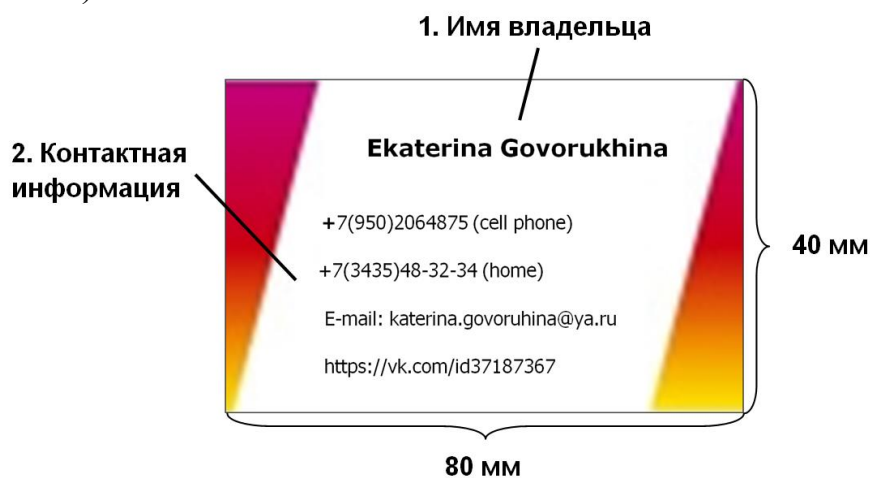 1. Имя владельца
2. Контактная
информация
Ekaterina Govorukhina
+7(950)2064875 (cell phone)
+7(3435)48-32-34 (home)
E-mail: katerina.govoruhina@ya.ru
https://vk.com/id37187367
40 мм
80 мм